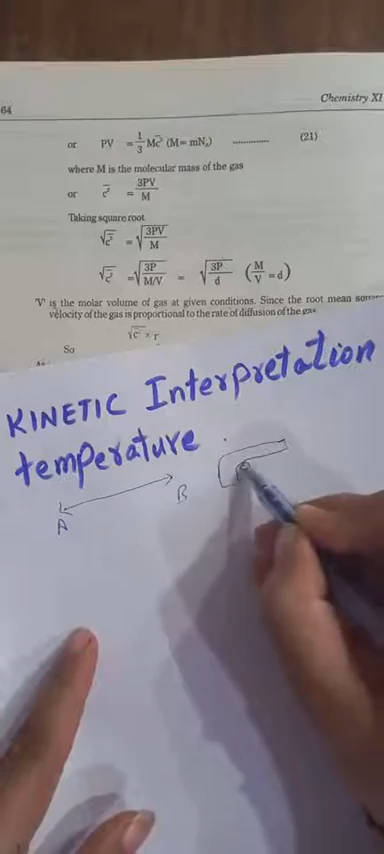 64
Chemistry XI
or PV = 1/3 Mc̄² (M= mNₐ) ............... (21)
where M is the molecular mass of the gas
or c̄² = 3PV/M
Taking square root
√c̄² = √(3PV/M)
√c̄² = √(3P/(M/V)) = √(3P/d) (M/V = d)
'V' is the molar volume of gas at given conditions. Since the root mean square
velocity of the gas is proportional to the rate of diffusion of the gas
So √c̄² ∝ r
KINETIC Interpretation
temperature
A B